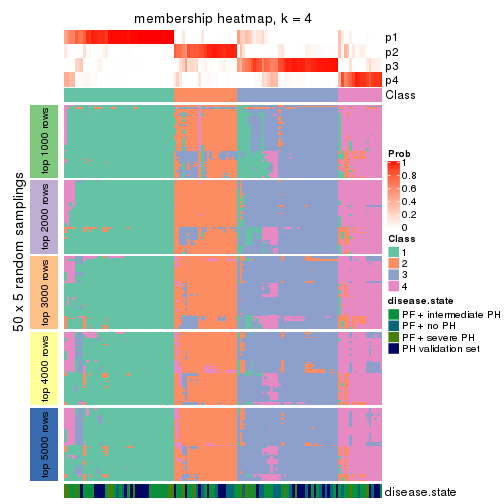 membership heatmap, k = 4
p1
p2
p3
p4
Class
50 x 5 random samplings
top 1000 rows
top 2000 rows
top 3000 rows
top 4000 rows
top 5000 rows
Prob
1
0.8
0.6
0.4
0.2
0
Class
1
2
3
4
disease.state
PF+ intermediate PH
PF+ no PH
PF+ severe PH
PH validation set
disease.state